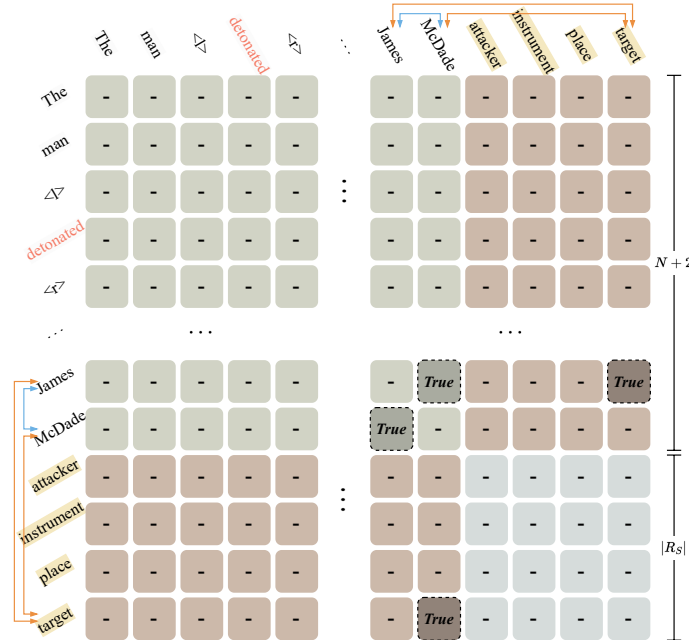 The man <l> detonated <r> ... James McDade attacker instrument place target
The - - - - - - - - - - -
man - - - - - - - - - - -
<l> - - - - - ... - - - - - -
detonated - - - - - - - - - - -
<r> - - - - - - - - - - -
N + 2
... ... ...
James - - - - - - True - - - True
McDade - - - - - True - - - - -
attacker - - - - - - - - - - -
instrument - - - - - ... - - - - - -
place - - - - - - - - - - -
|R_S|
target - - - - - - True - - - -